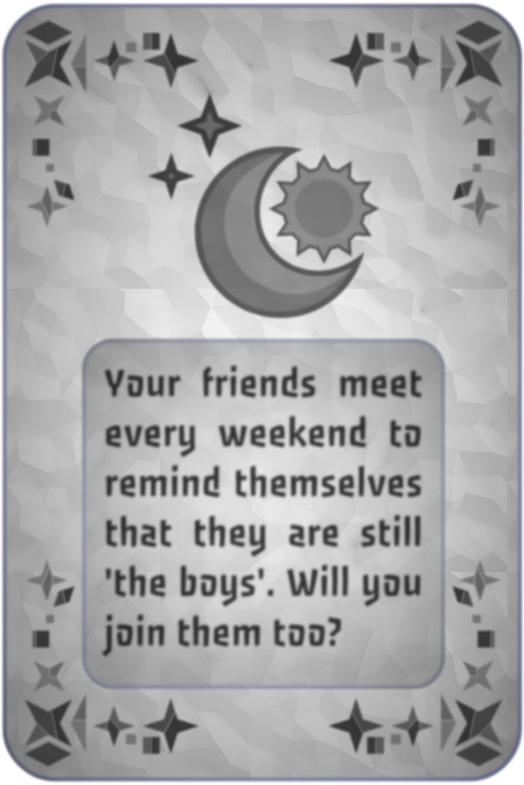 Your friends meet
every weekend to
remind themselves
that they are still
'the boys'. Will you
join them too?